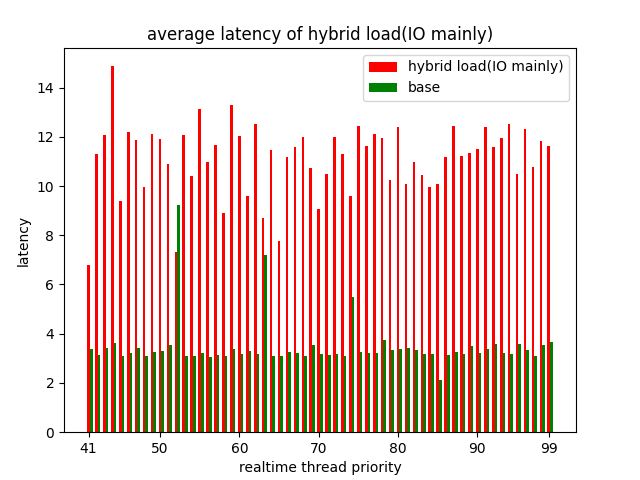 average latency of hybrid load(IO mainly)
hybrid load(IO mainly)
base
14
12
10
8
6
4
2
0
latency
41 50 60 70 80 90 99
realtime thread priority